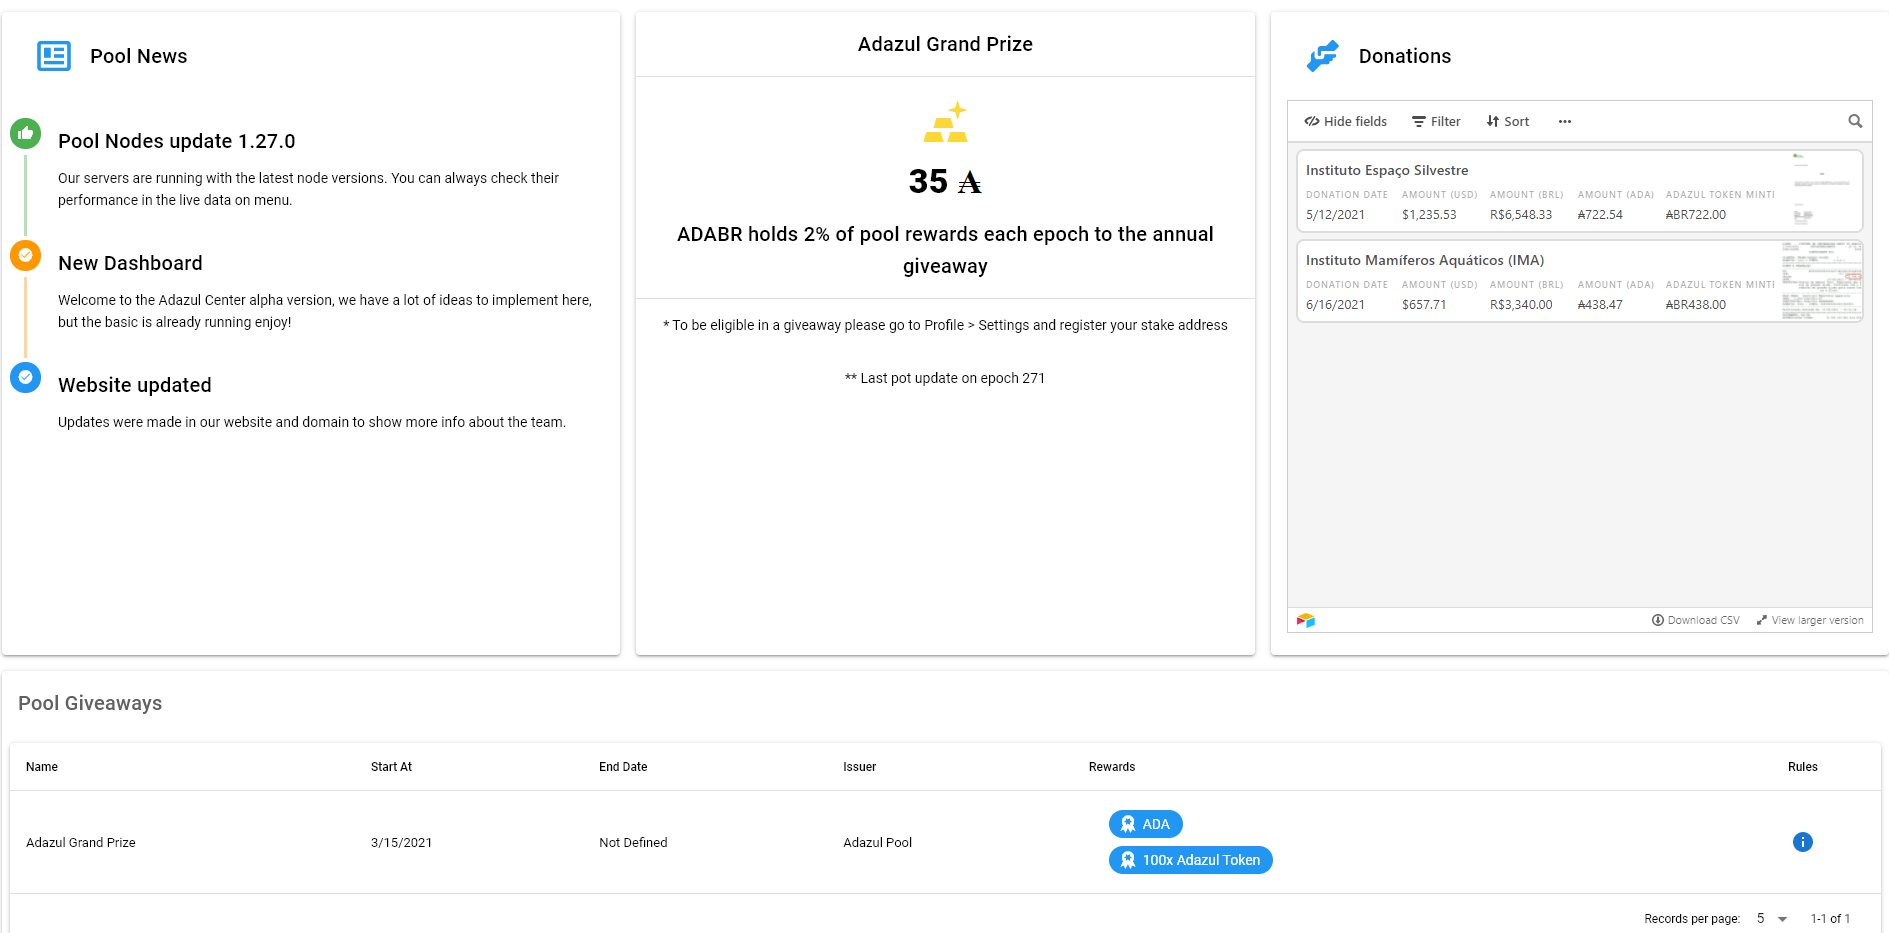 Pool News
Pool Nodes update 1.27.0
Our servers are running with the latest node versions. You can always check their
performance in the live data on menu.
New Dashboard
Welcome to the Adazul Center alpha version, we have a lot of ideas to implement here,
but the basic is already running enjoy!
Website updated
Updates were made in our website and domain to show more info about the team.
Adazul Grand Prize
35 ₳
ADABR holds 2% of pool rewards each epoch to the annual
giveaway
* To be eligible in a giveaway please go to Profile > Settings and register your stake address
** Last pot update on epoch 271
Donations
Hide fields Filter Sort ···
Instituto Espaço Silvestre
DONATION DATE AMOUNT (USD) AMOUNT (BRL) AMOUNT (ADA) ADAZUL TOKEN MINTI
5/12/2021 $1,235.53 R$6,548.33 ₳722.54 ₳BR722.00
Instituto Mamíferos Aquáticos (IMA)
DONATION DATE AMOUNT (USD) AMOUNT (BRL) AMOUNT (ADA) ADAZUL TOKEN MINTI
6/16/2021 $657.71 R$3,340.00 ₳438.47 ₳BR438.00
Download CSV View larger version
Pool Giveaways
Name Start At End Date Issuer Rewards Rules
Adazul Grand Prize 3/15/2021 Not Defined Adazul Pool
ADA
100x Adazul Token
Records per page: 5 1-1 of 1